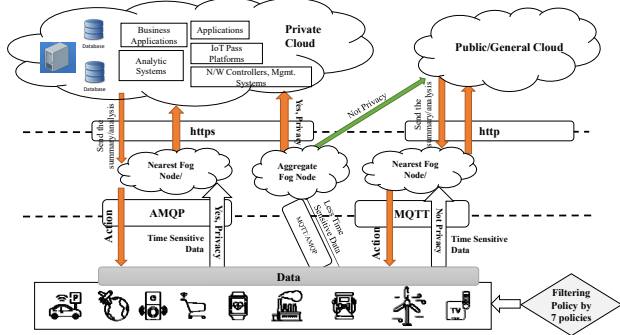 Private
Cloud
Database
Database
Business
Applications
Analytic
Systems
Applications
IoT Pass
Platforms
N/W Controllers, Mgmt.
Systems
Public/General Cloud
Send the
summary/analysis
Yes, Privacy
Not Privacy
Send the
summary/analysis
https
http
Nearest Fog
Node/
Aggregate
Fog Node
Nearest Fog
Node/
Action
AMQP
Yes, Privacy
Time Sensitive
Data
MQTT/AMQP
Less Time
Sensitive Data
Action
MQTT
Not Privacy
Time Sensitive
Data
Data
P
TV
Filtering
Policy by
7 policies